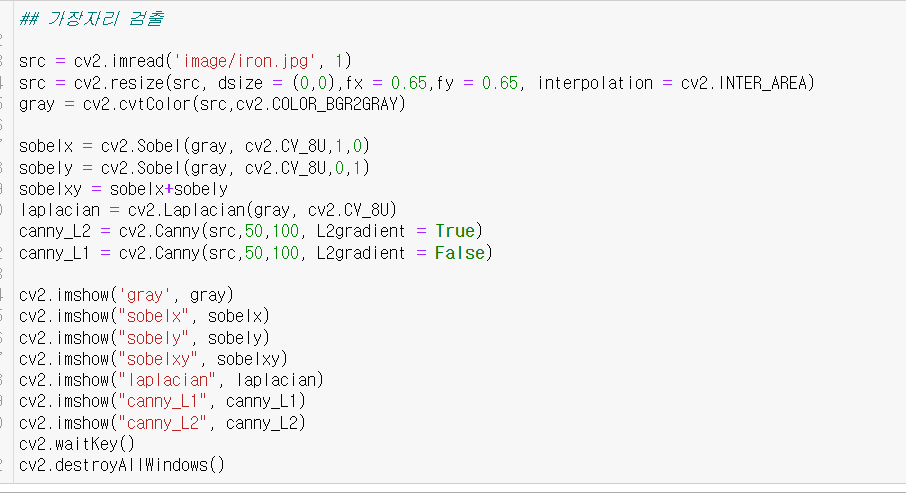 ## 가장자리 검출
src = cv2.imread('image/iron.jpg', 1)
src = cv2.resize(src, dsize = (0,0),fx = 0.65,fy = 0.65, interpolation = cv2.INTER_AREA)
gray = cv2.cvtColor(src,cv2.COLOR_BGR2GRAY)
sobelx = cv2.Sobel(gray, cv2.CV_8U,1,0)
sobely = cv2.Sobel(gray, cv2.CV_8U,0,1)
sobelxy = sobelx+sobely
laplacian = cv2.Laplacian(gray, cv2.CV_8U)
canny_L2 = cv2.Canny(src,50,100, L2gradient = True)
canny_L1 = cv2.Canny(src,50,100, L2gradient = False)
cv2.imshow('gray', gray)
cv2.imshow("sobelx", sobelx)
cv2.imshow("sobely", sobely)
cv2.imshow("sobelxy", sobelxy)
cv2.imshow("laplacian", laplacian)
cv2.imshow("canny_L1", canny_L1)
cv2.imshow("canny_L2", canny_L2)
cv2.waitKey()
cv2.destroyAllWindows()